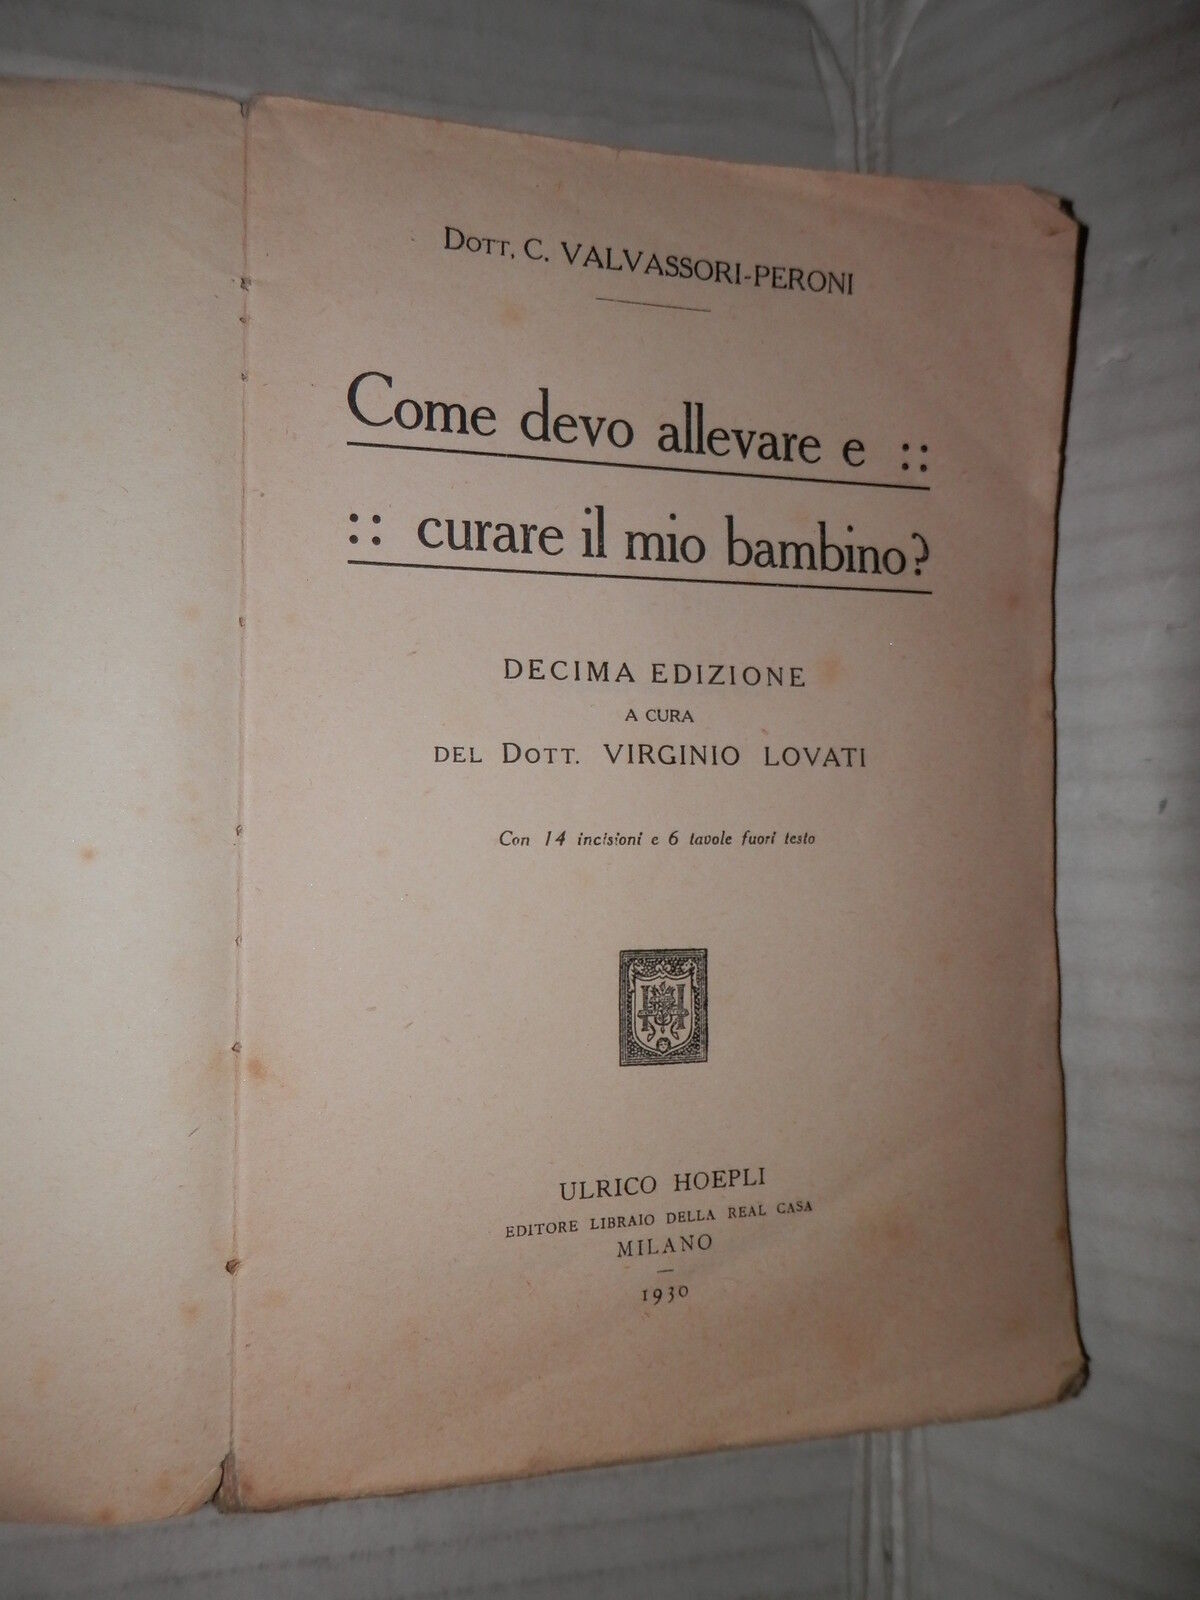 Dott. C. VALVASSORI-PERONI
Come devo allevare e ::
:: curare il mio bambino?
DECIMA EDIZIONE
A CURA
DEL DOTT. VIRGINIO LOVATI
Con 14 incisioni e 6 tavole fuori testo
H
ULRICO HOEPLI
EDITORE LIBRAIO DELLA REAL CASA
MILANO
1930